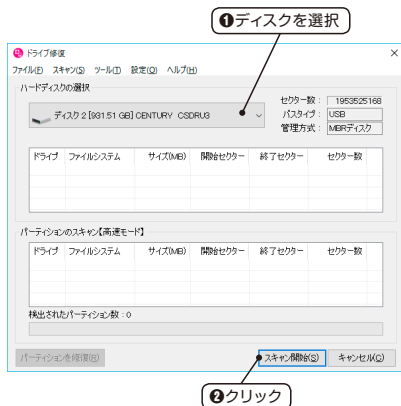 ❶ディスクを選択
ドライブ修復
ファイル(F) スキャン(S) ツール(T) 設定(O) ヘルプ(H)
ハードディスクの選択
ディスク 2 [931.51 GB] CENTURY CSDRU3
セクター数： 1953525168
バスタイプ： USB
管理方式： MBRディスク
ドライブ ファイルシステム サイズ(MB) 開始セクター 終了セクター セクター数
パーティションのスキャン【高速モード】
ドライブ ファイルシステム サイズ(MB) 開始セクター 終了セクター セクター数
検出されたパーティション数：0
パーティションを修復(R) スキャン開始(S) キャンセル(C)
❷クリック